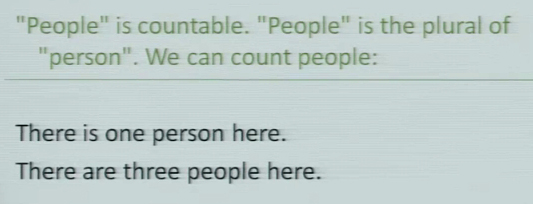 "People" is countable. "People" is the plural of
"person". We can count people:
There is one person here.
There are three people here.